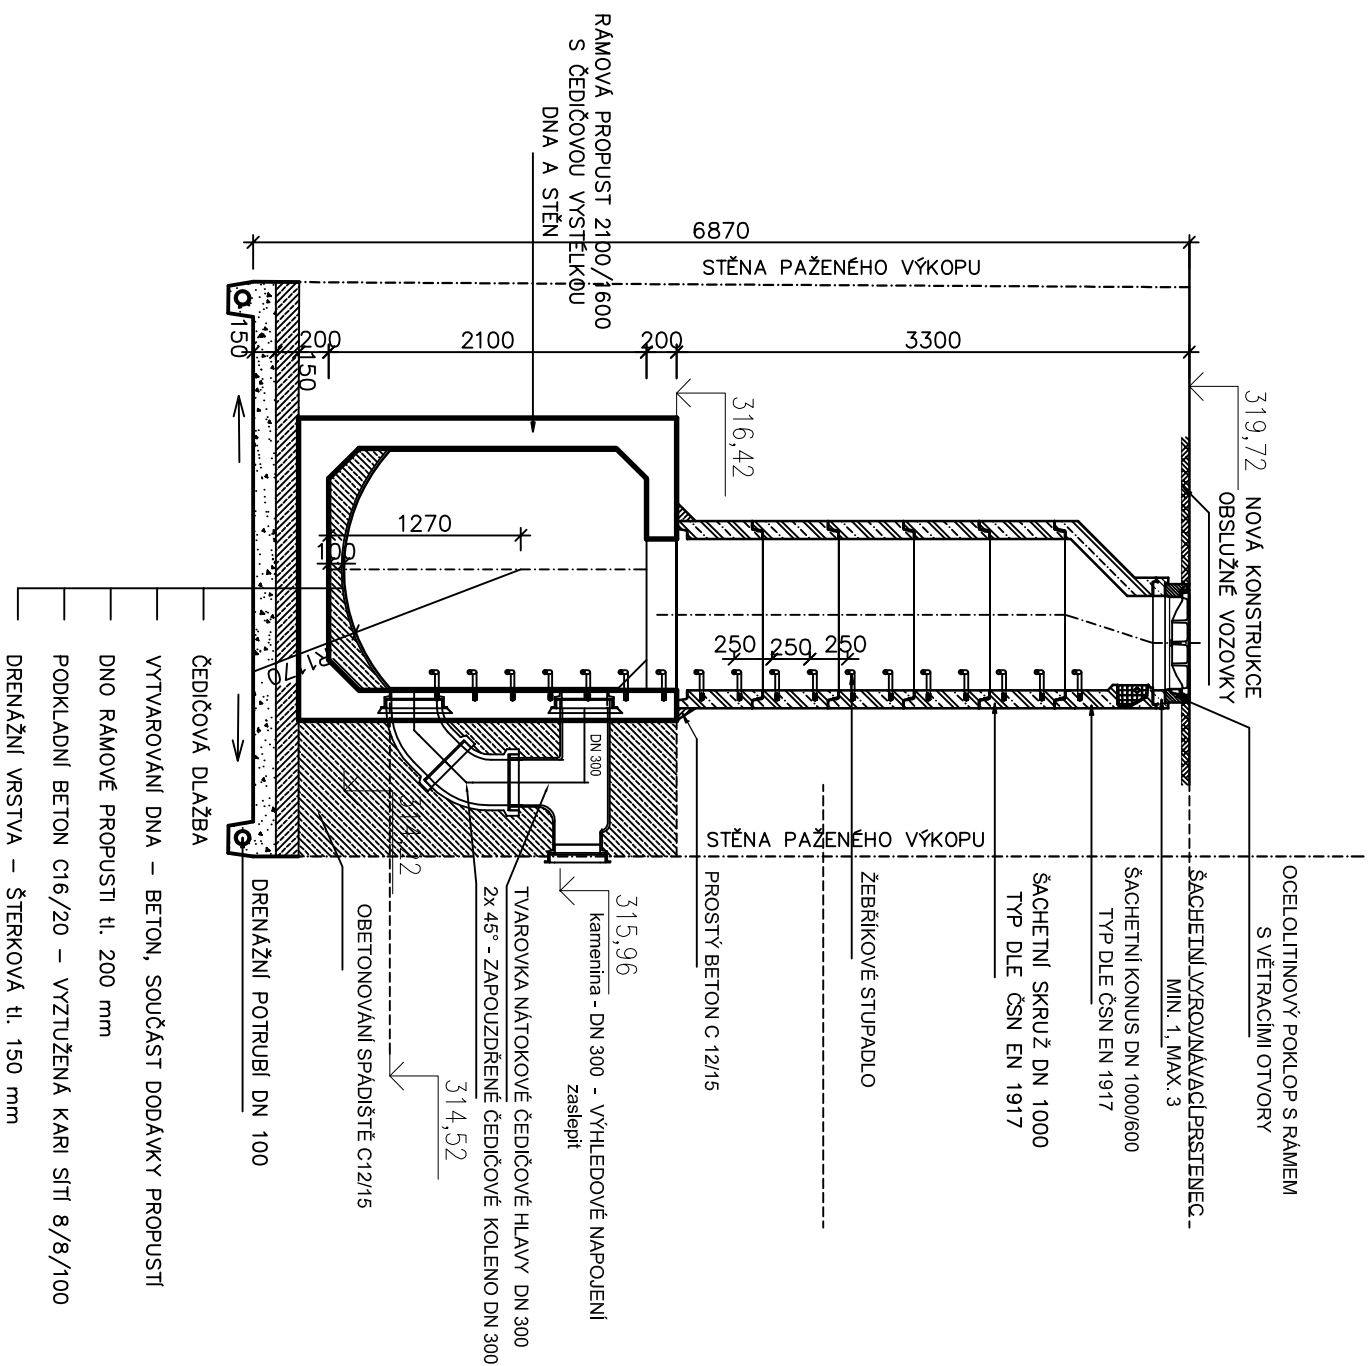 RÁMOVÁ PROPUST 2100/1600
S ČEDIČOVOU VYSTELKOU
DNA A STĚN
6870
STĚNA PAŽENÉHO VÝKOPU
150
200
150
2100
200
3300
319,72
NOVÁ KONSTRUKCE
OBSLUŽNÉ VOZOVKY
316,42
1270
100
R1170
250
250
250
DN 300
314,22
STĚNA PAŽENÉHO VÝKOPU
OCELOLITINOVÝ POKLOP S RÁMEM
S VĚTRACÍMI OTVORY
ŠACHETNÍ VYROVNÁVACÍ PRSTENEC
MIN. 1, MAX. 3
ŠACHETNÍ KONUS DN 1000/600
TYP DLE ČSN EN 1917
ŠACHETNÍ SKRUŽ DN 1000
TYP DLE ČSN EN 1917
ŽEBŘÍKOVÉ STUPADLO
PROSTÝ BETON C 12/15
315,96
kamenina - DN 300 - VÝHLEDOVÉ NAPOJENÍ
zaslepit
TVAROVKA NÁTOKOVÉ ČEDIČOVÉ HLAVY DN 300
2x 45° - ZAPOUZDŘENÉ ČEDIČOVÉ KOLENO DN 300
314,52
OBETONOVÁNÍ SPÁDIŠTĚ C12/15
DRENÁŽNÍ POTRUBÍ DN 100
ČEDIČOVÁ DLAŽBA
VYTVAROVÁNÍ DNA – BETON, SOUČÁST DODÁVKY PROPUSTÍ
DNO RÁMOVÉ PROPUSTI tl. 200 mm
PODKLADNÍ BETON C16/20 – VYZTUŽENÁ KARI SÍTÍ 8/8/100
DRENÁŽNÍ VRSTVA – ŠTERKOVÁ tl. 150 mm